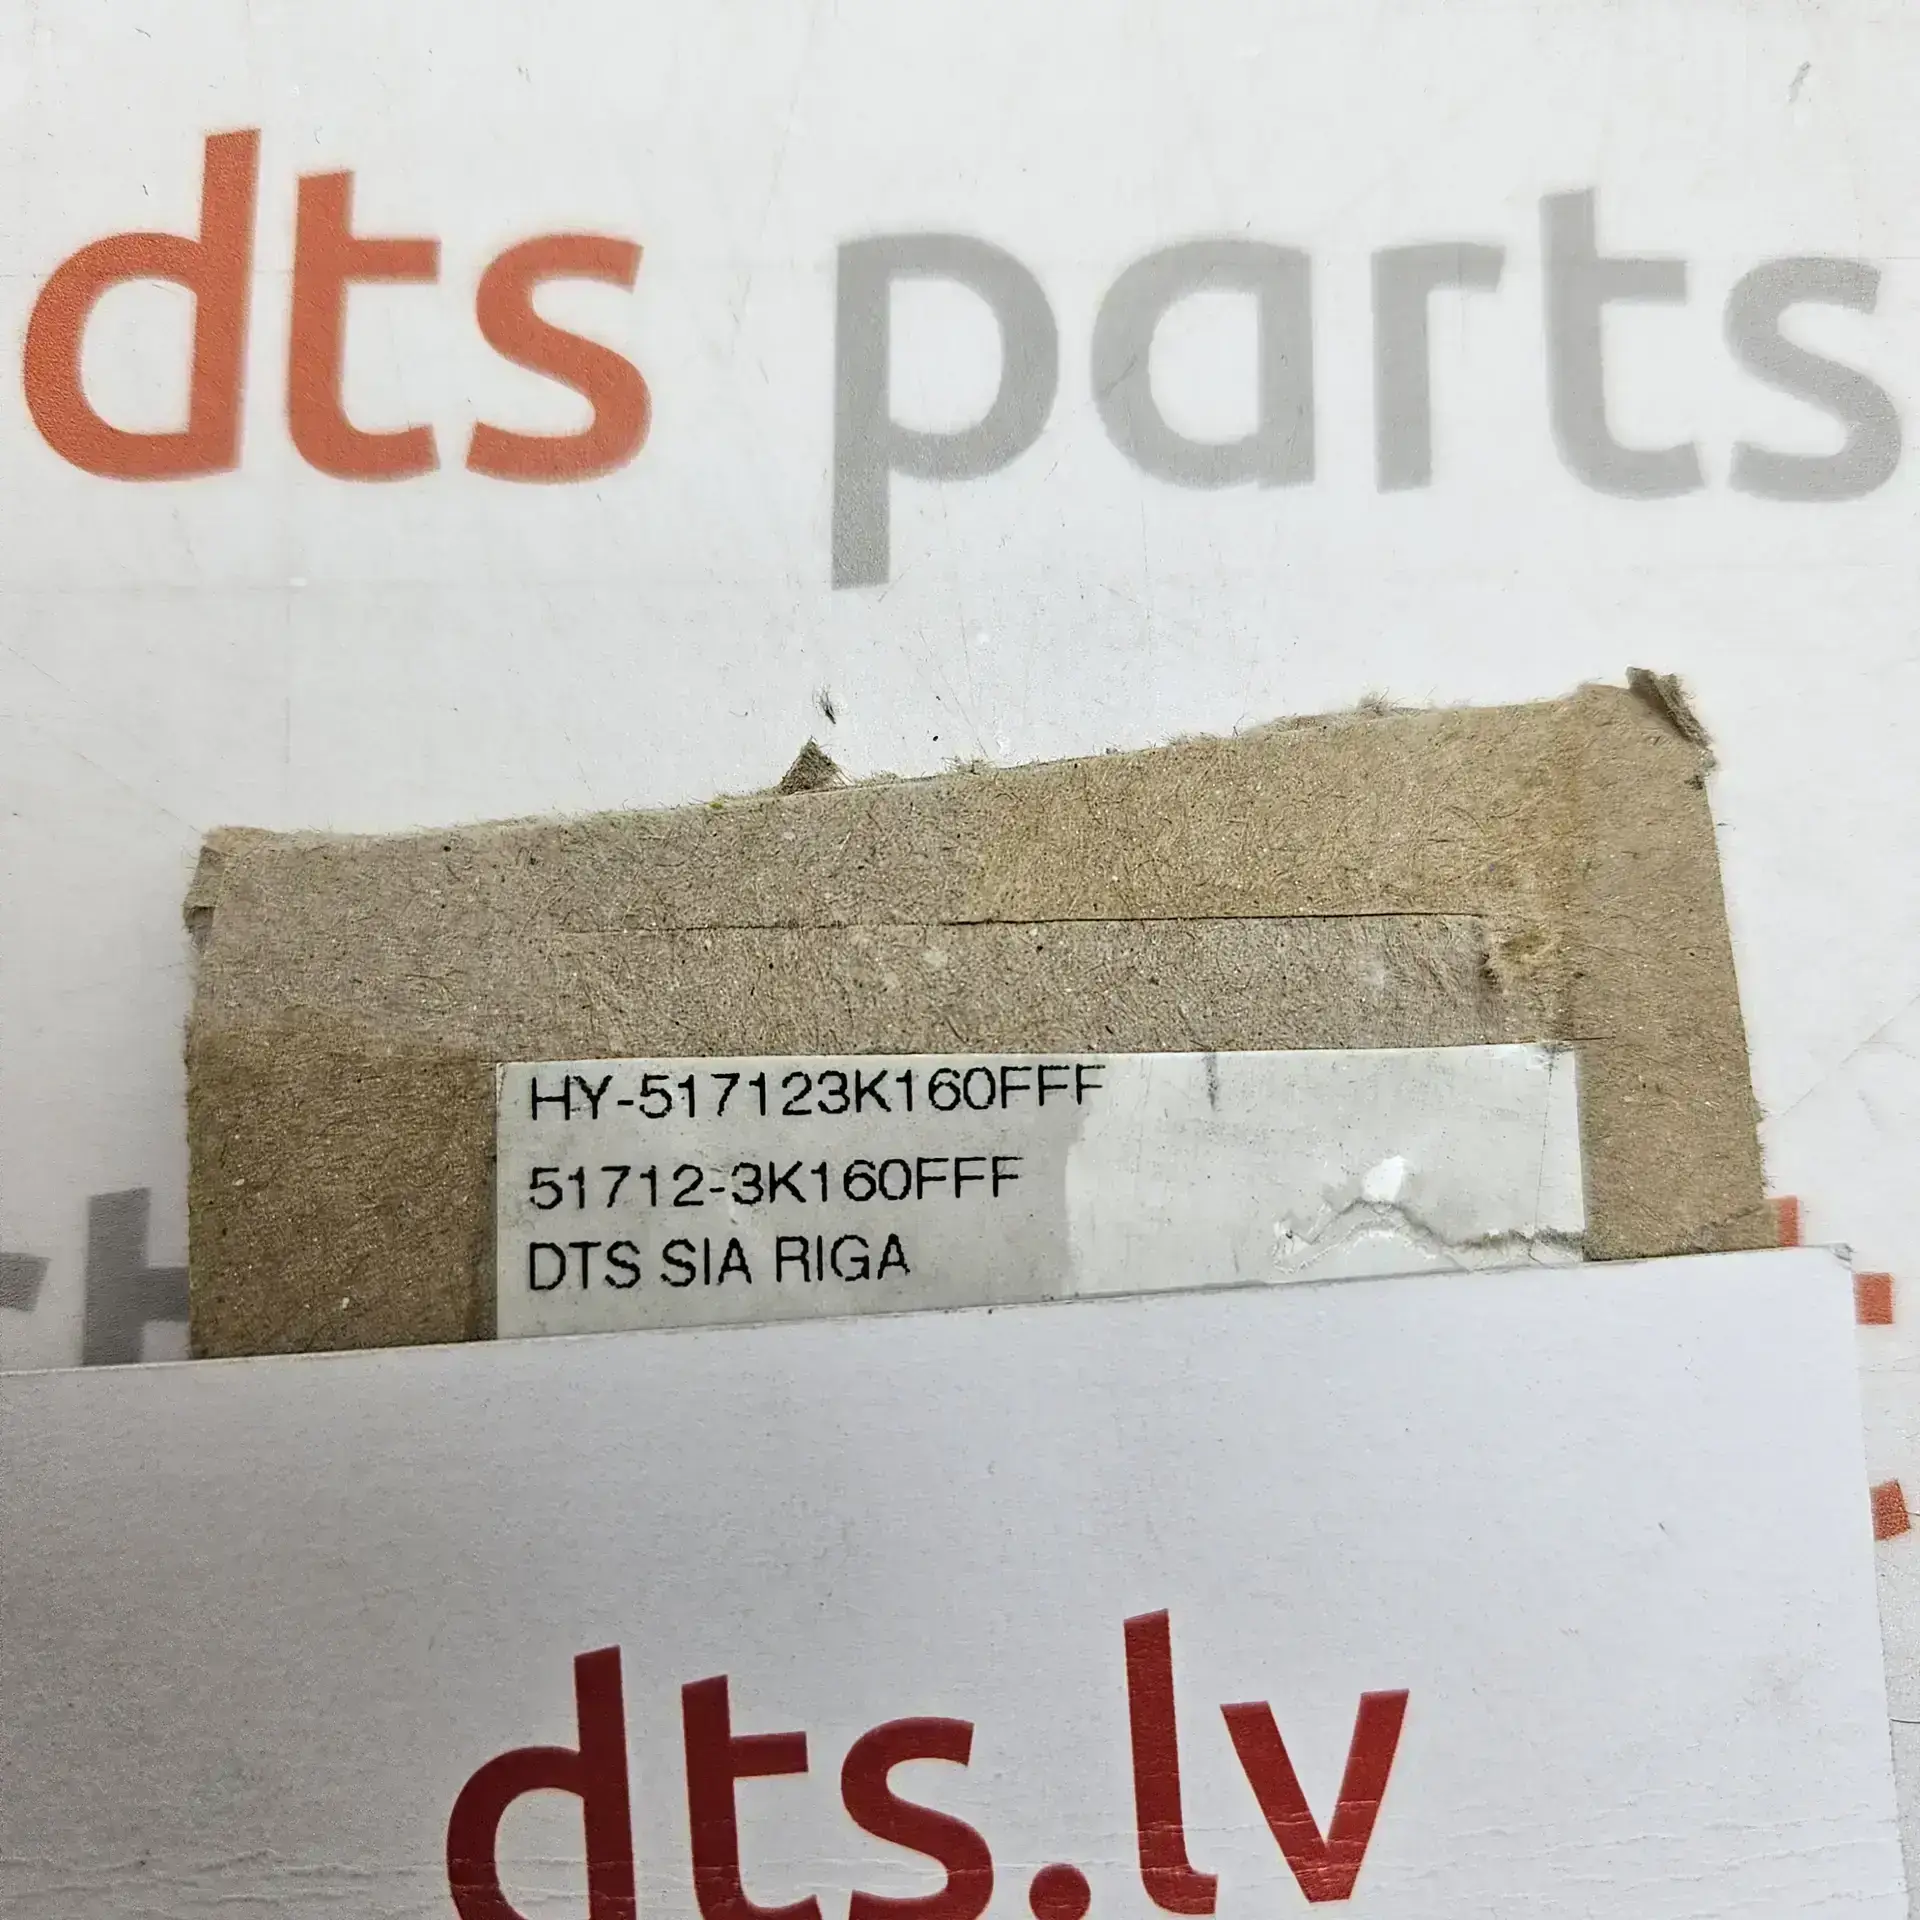 dts parts
HY-517123K160FFF
51712-3K160FFF
DTS SIA RIGA
dts.lv